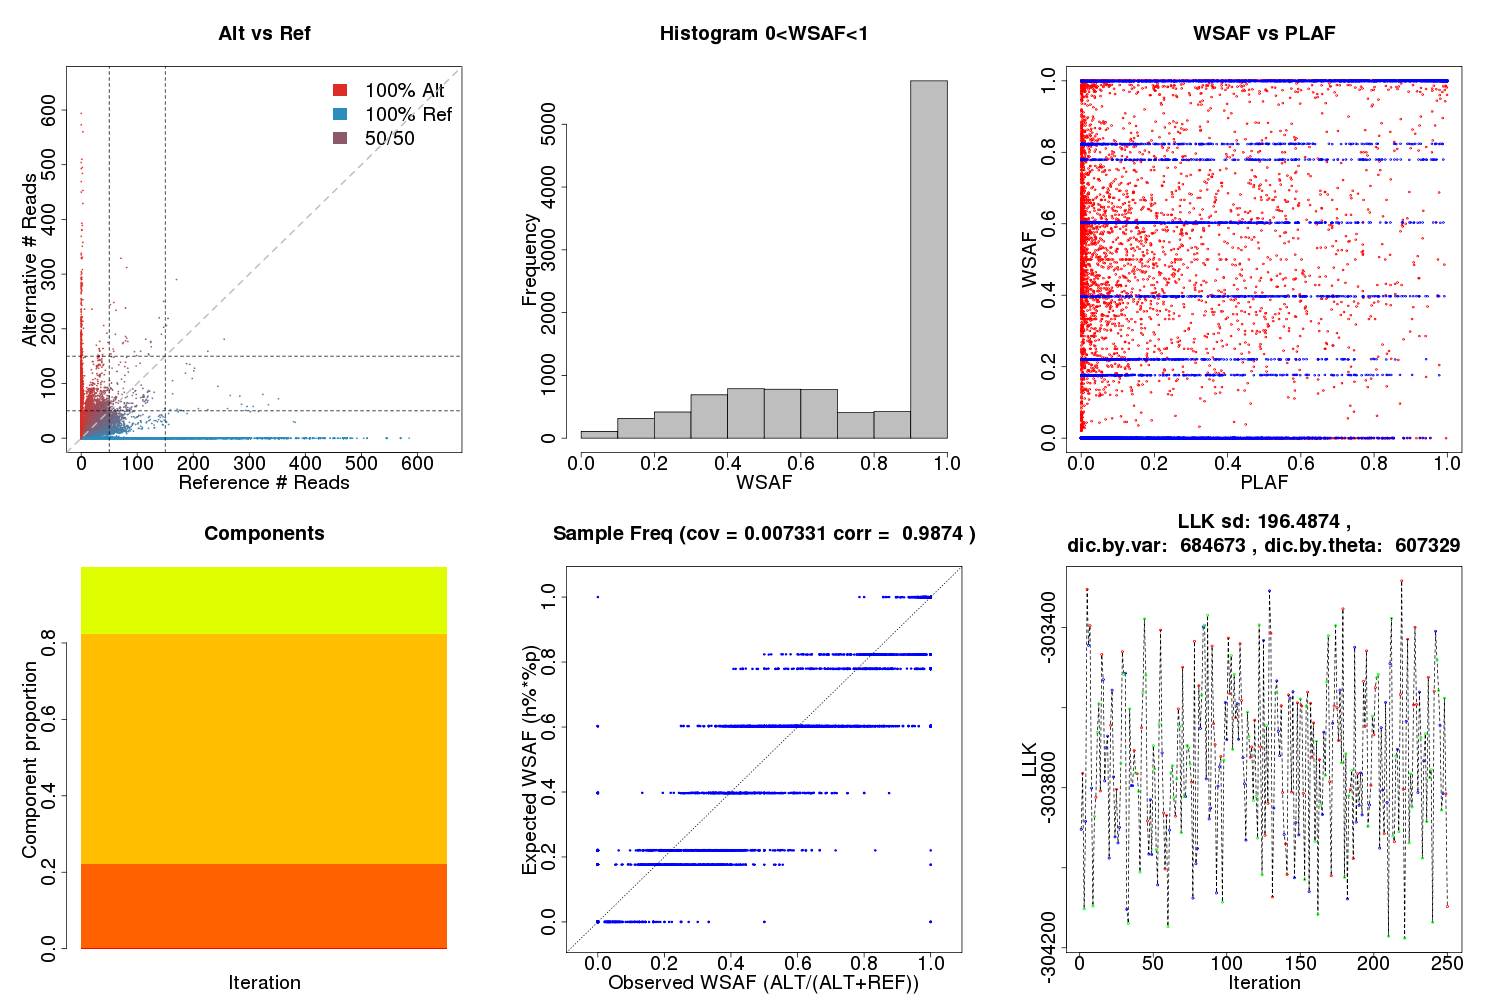 Alt vs Ref
100% Alt
100% Ref
50/50
Alternative # Reads
0 100 200 300 400 500 600
0 100 200 300 400 500 600
Reference # Reads
Histogram 0<WSAF<1
Frequency
0 1000 2000 3000 4000 5000
0.0 0.2 0.4 0.6 0.8 1.0
WSAF
WSAF vs PLAF
WSAF
0.0 0.2 0.4 0.6 0.8 1.0
0.0 0.2 0.4 0.6 0.8 1.0
PLAF
Components
Component proportion
0.0 0.2 0.4 0.6 0.8
Iteration
Sample Freq (cov = 0.007331 corr = 0.9874 )
Expected WSAF (h%*%p)
0.0 0.2 0.4 0.6 0.8 1.0
0.0 0.2 0.4 0.6 0.8 1.0
Observed WSAF (ALT/(ALT+REF))
LLK sd: 196.4874 ,
dic.by.var: 684673 , dic.by.theta: 607329
LLK
-304200 -303800 -303400
0 50 100 150 200 250
Iteration